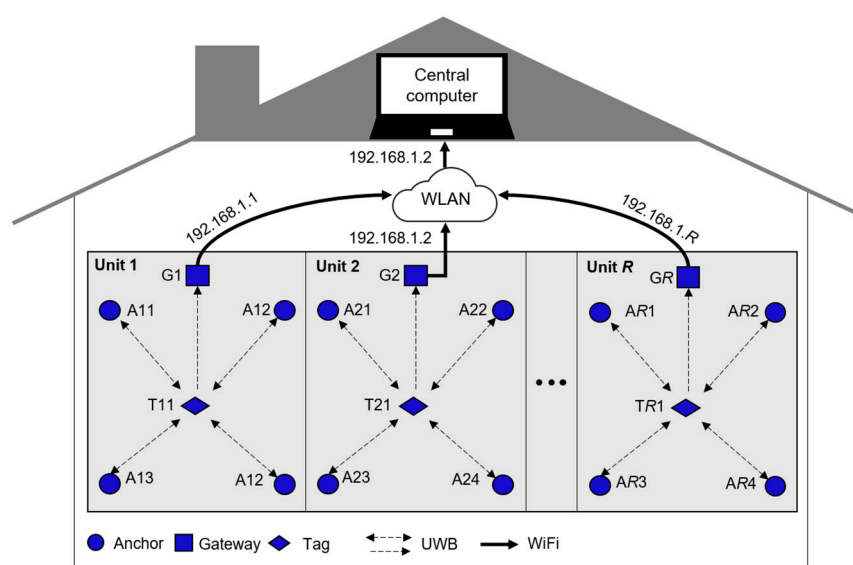 Central
computer
192.168.1.2
WLAN
192.168.1.1
192.168.1.2
192.168.1.R
Unit 1
G1
Unit 2
G2
Unit R
GR
A11
A12
A21
A22
AR1
AR2
•••
T11
T21
TR1
A13
A12
A23
A24
AR3
AR4
Anchor
Gateway
Tag
UWB
WiFi